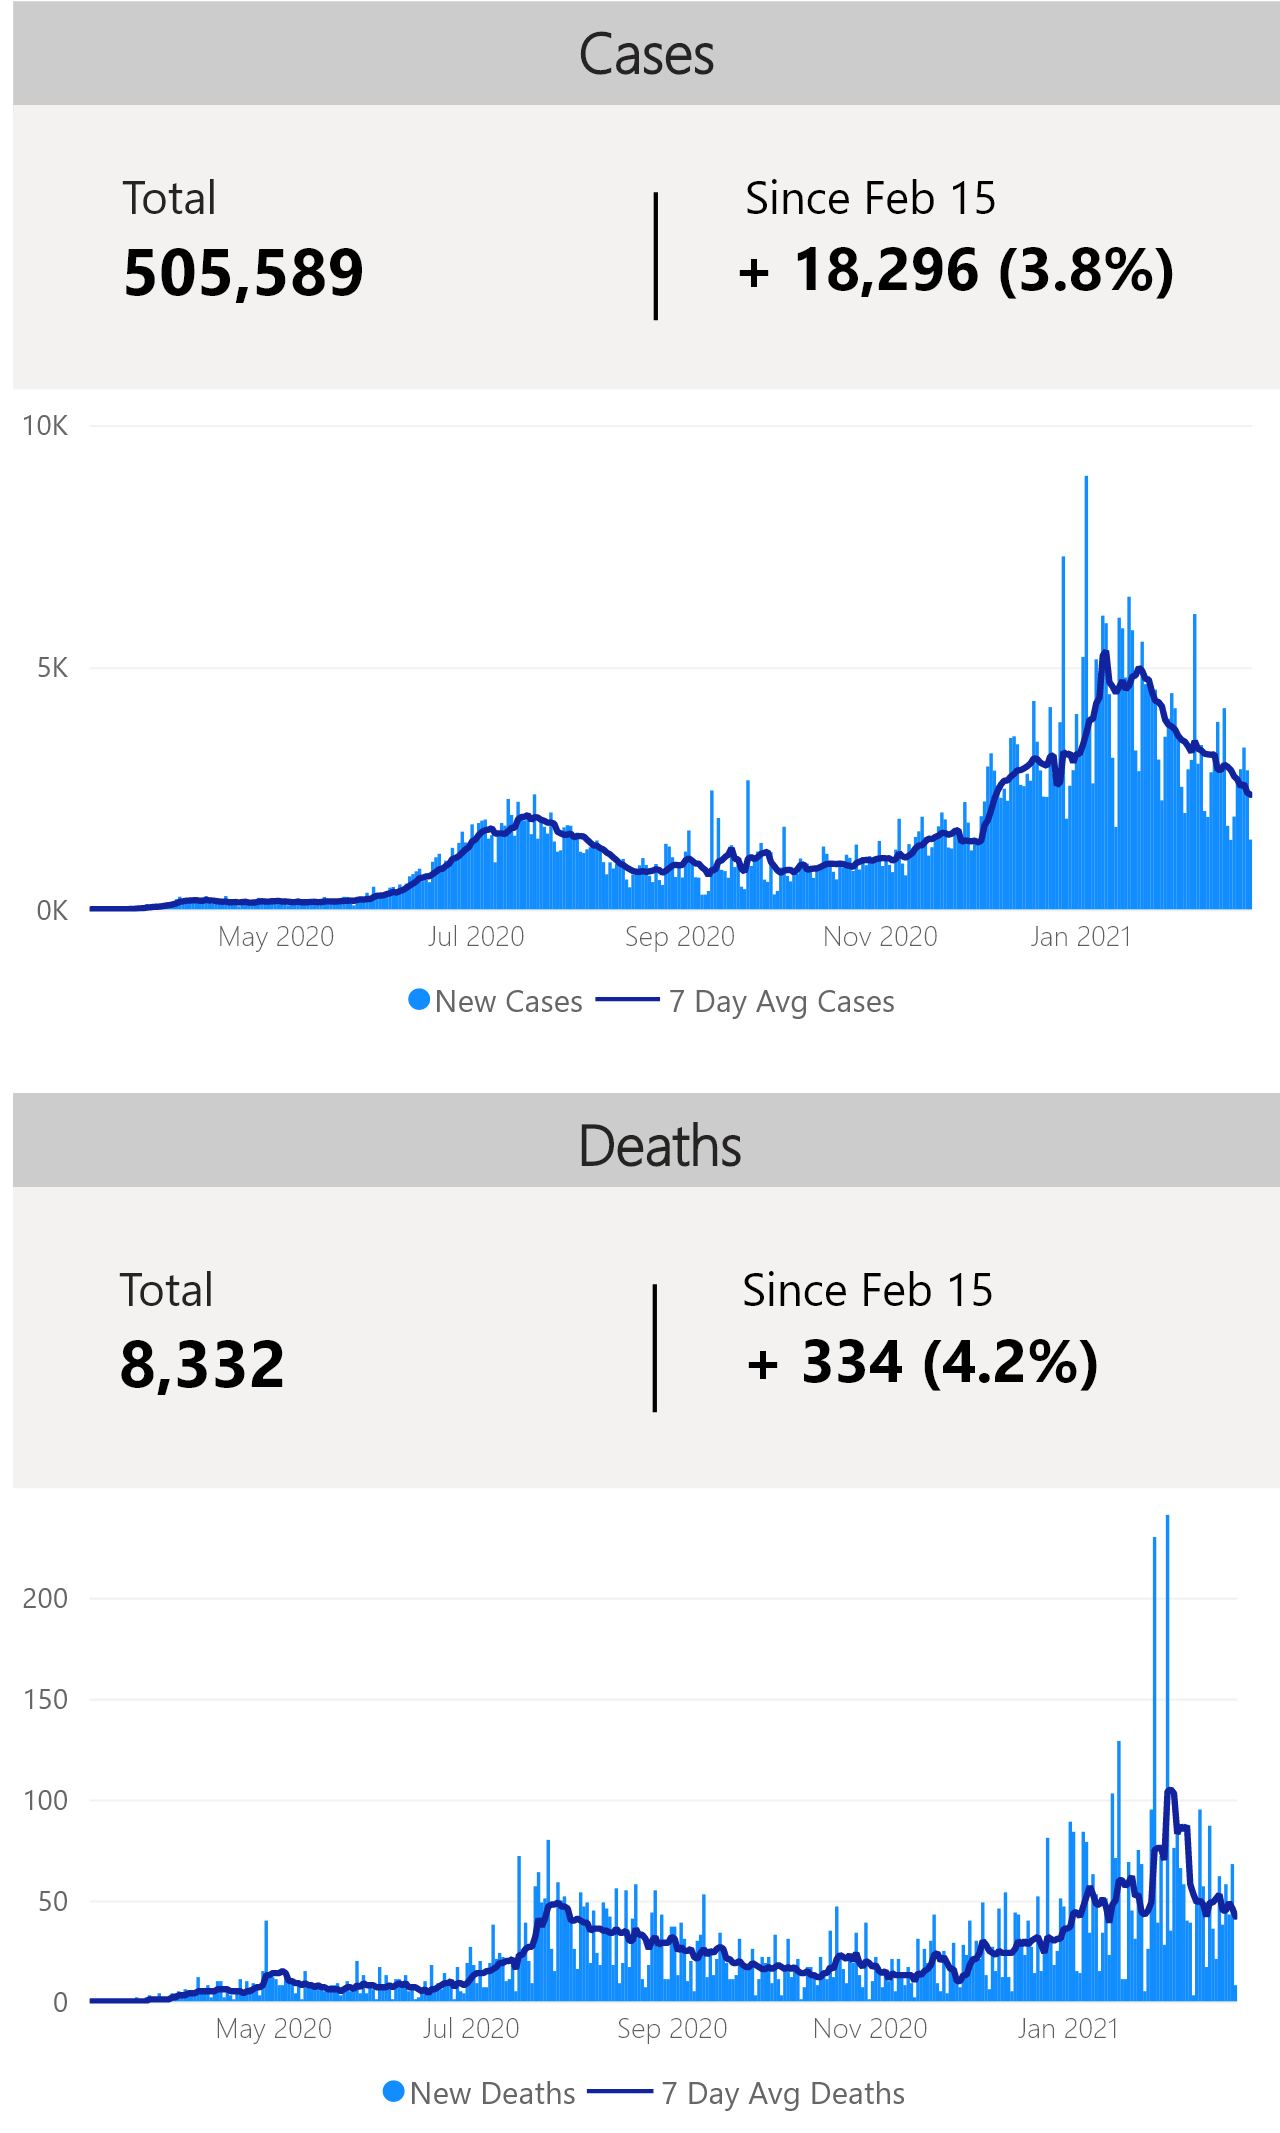 Cases
Total
Since Feb 15
505,589
+ 18,296 (3.8%)
10K
5K
0K
May 2020
Jul 2020
Sep 2020
Nov 2020
Jan 2021
New Cases
7 Day Avg Cases
Deaths
Total
Since Feb 15
8,332
+ 334 (4.2%)
200
150
100
50
0
May 2020
Jul 2020
Sep 2020
Nov 2020
Jan 2021
New Deaths
7 Day Avg Deaths